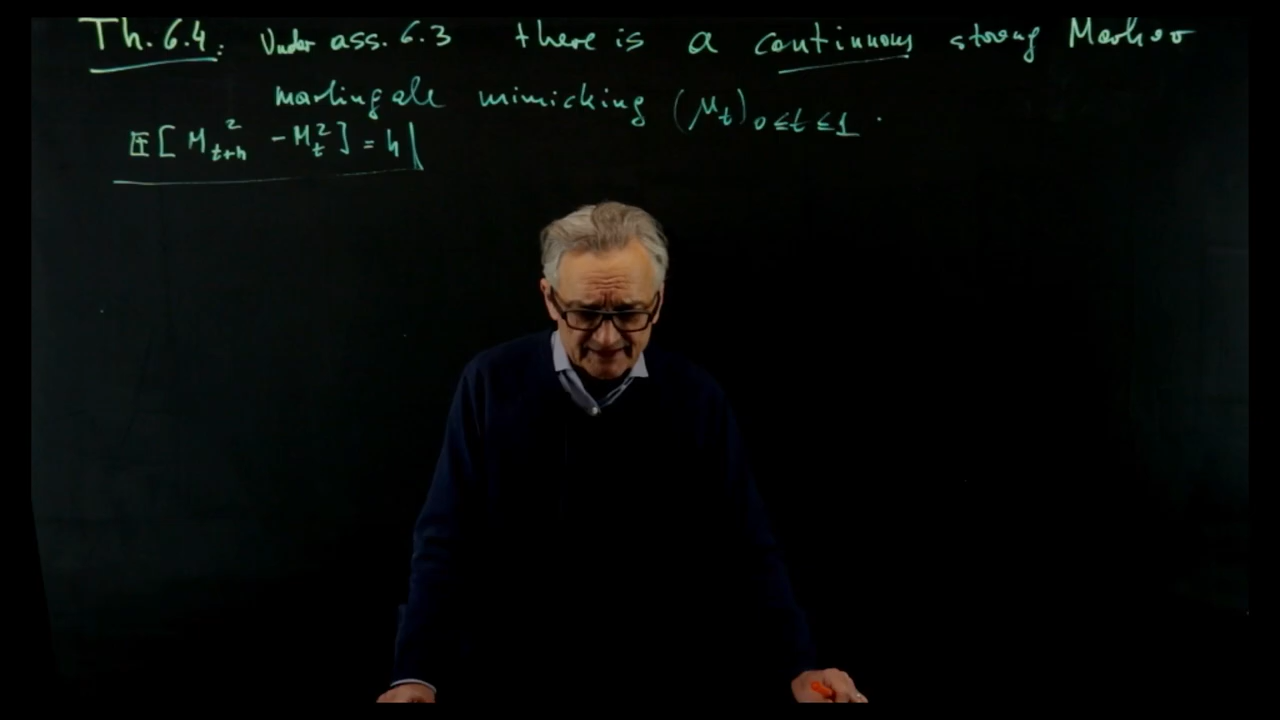 Th. 6.4: Under ass. 6.3 there is a continuous strong Markov
martingale mimicking (μ_t)_{0≤t≤1}.
𝔼[M_{t+h}^2 - M_t^2] = h